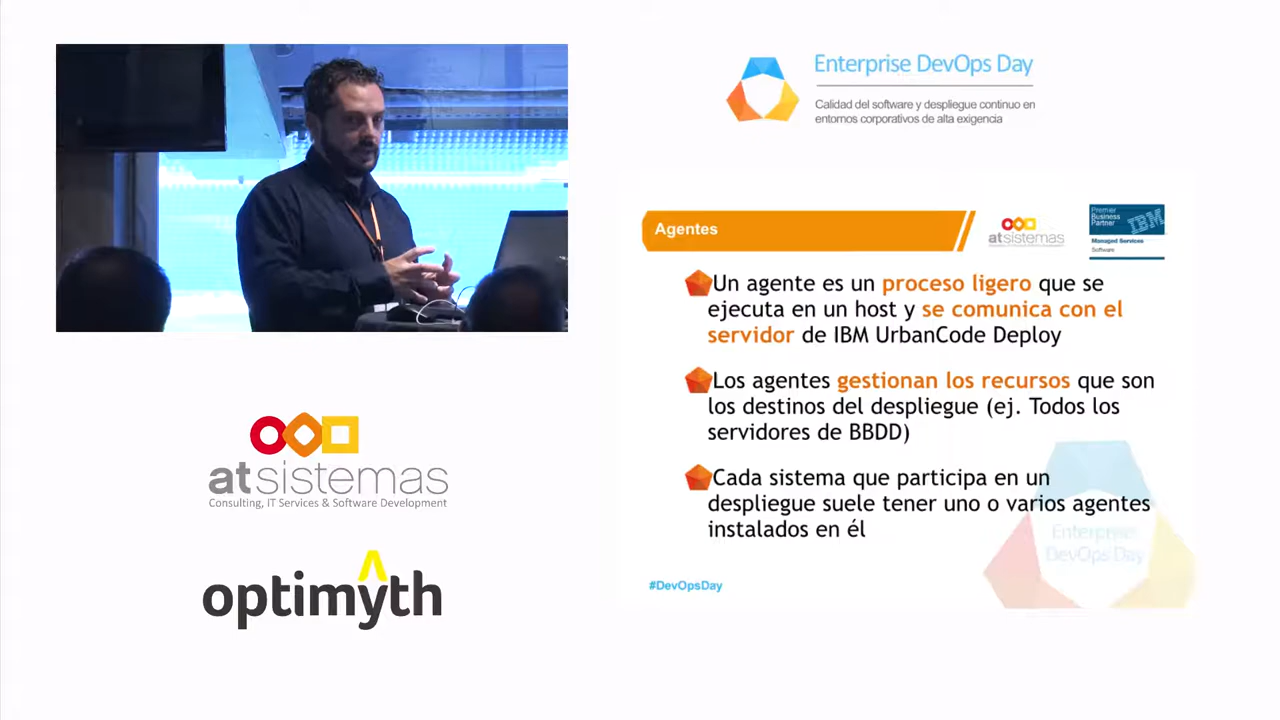 Enterprise DevOps Day
Calidad del software y despliegue continuo en
entornos corporativos de alta exigencia
Agentes
atsistemas
Premier
Business
Partner
IBM
Managed Services
Software
Un agente es un proceso ligero que se
ejecuta en un host y se comunica con el
servidor de IBM UrbanCode Deploy
Los agentes gestionan los recursos que son
los destinos del despliegue (ej. Todos los
servidores de BBDD)
Cada sistema que participa en un
despliegue suele tener uno o varios agentes
instalados en él
Enterprise
DevOps Day
#DevOpsDay
atsistemas
Consulting, IT Services & Software Development
optimyth